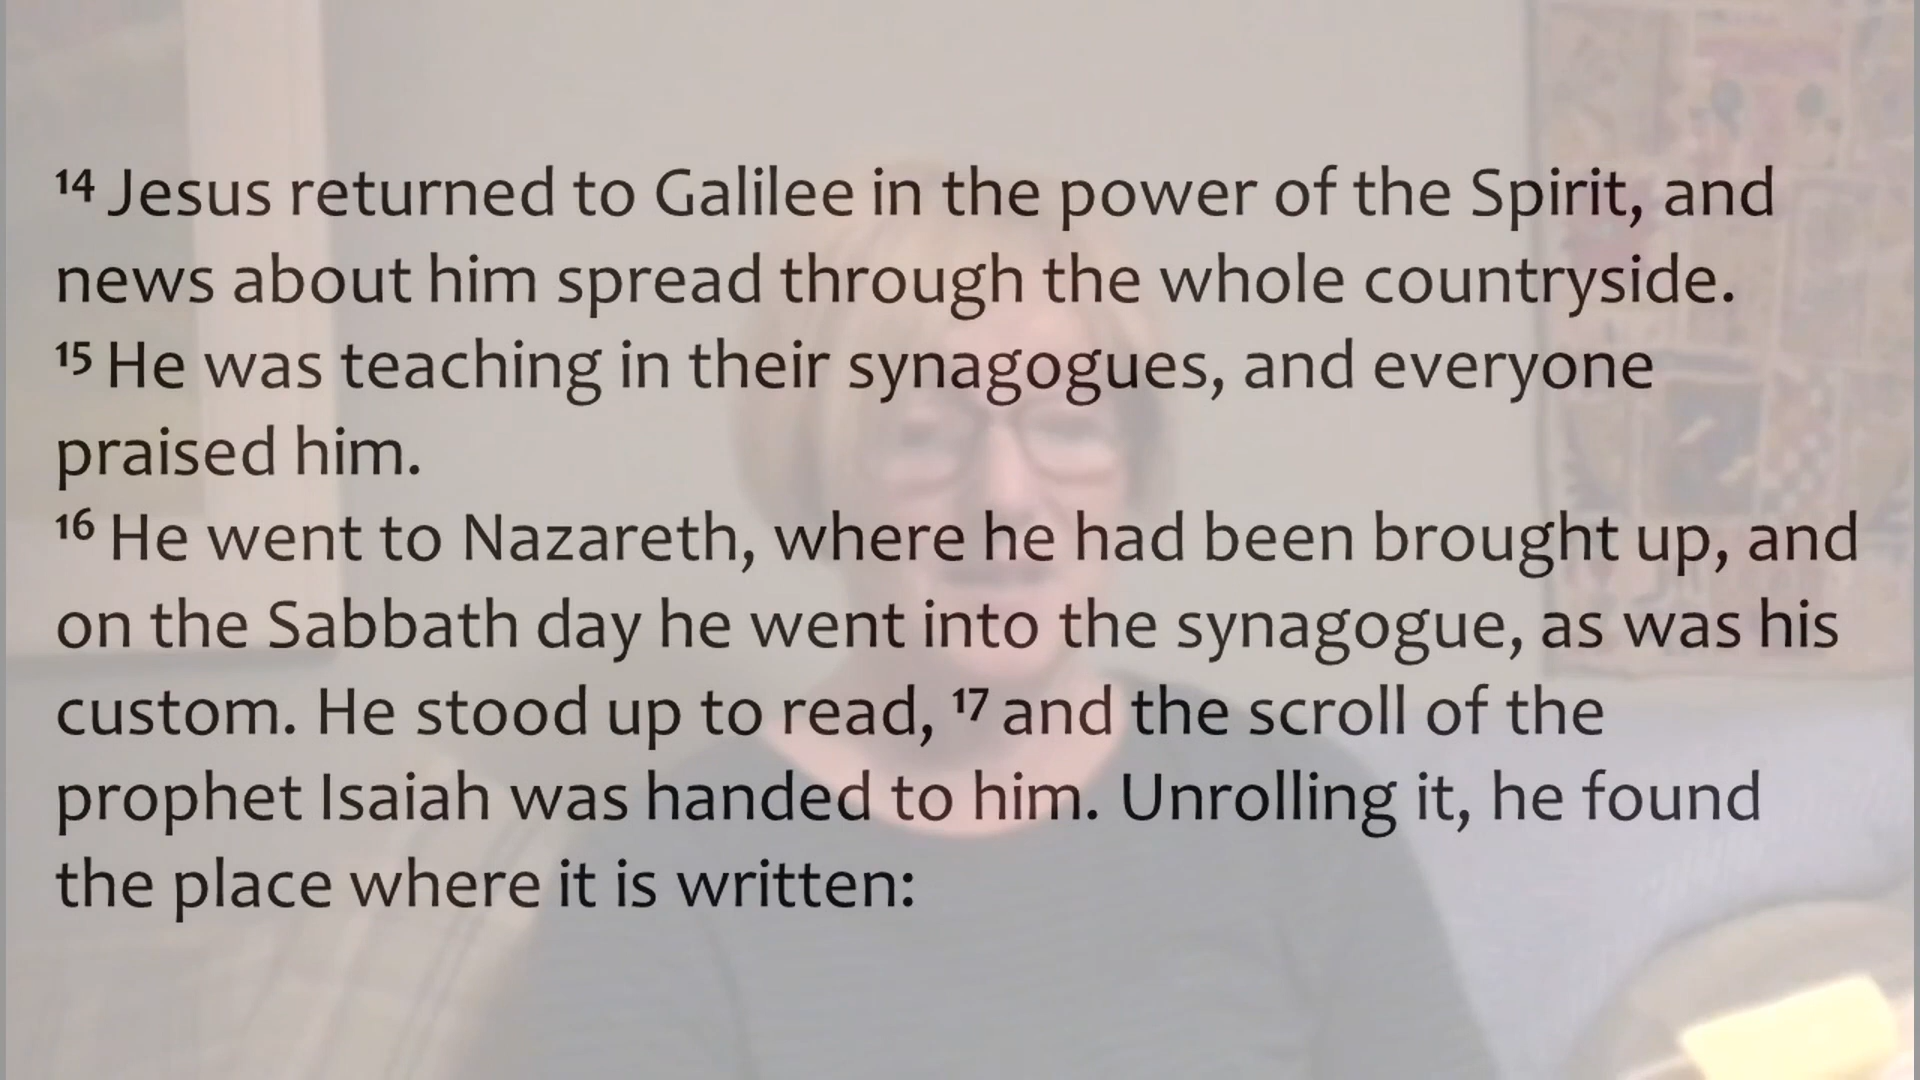 14 Jesus returned to Galilee in the power of the Spirit, and
news about him spread through the whole countryside.
15 He was teaching in their synagogues, and everyone
praised him.
16 He went to Nazareth, where he had been brought up, and
on the Sabbath day he went into the synagogue, as was his
custom. He stood up to read, 17 and the scroll of the
prophet Isaiah was handed to him. Unrolling it, he found
the place where it is written: